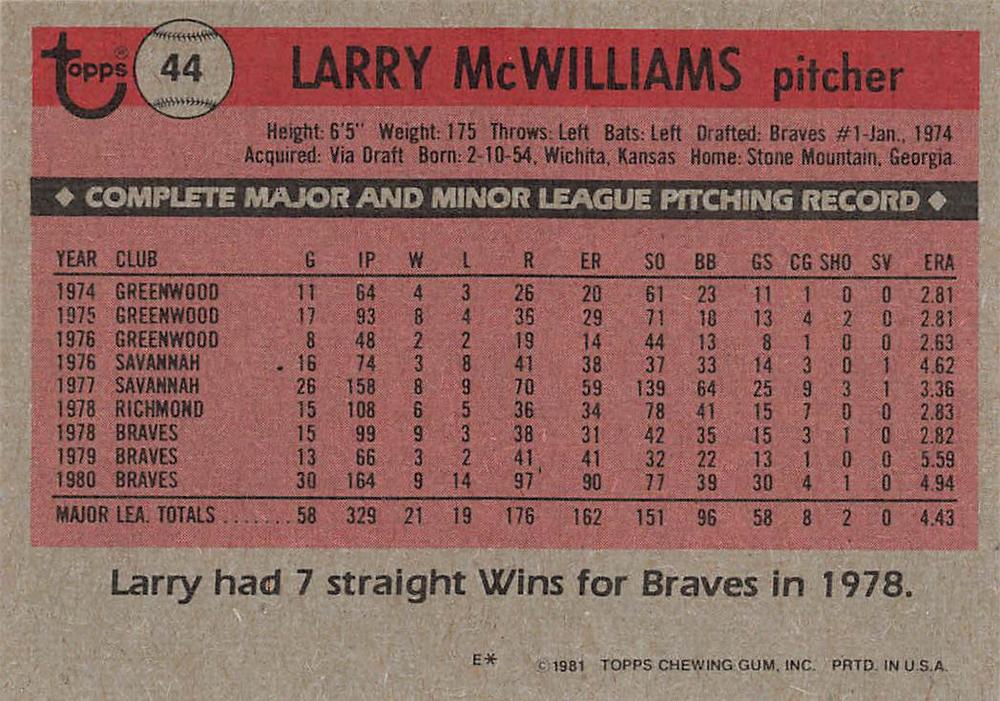 Topps® 44 LARRY McWILLIAMS pitcher
Height: 6'5" Weight: 175 Throws: Left Bats: Left Drafted: Braves #1-Jan., 1974
Acquired: Via Draft Born: 2-10-54, Wichita, Kansas Home: Stone Mountain, Georgia
◆ COMPLETE MAJOR AND MINOR LEAGUE PITCHING RECORD ◆
YEAR CLUB G IP W L R ER SO BB GS CG SHO SV ERA
1974 GREENWOOD 11 64 4 3 26 20 61 23 11 1 0 0 2.81
1975 GREENWOOD 17 93 8 4 35 29 71 18 13 4 2 0 2.81
1976 GREENWOOD 8 48 2 2 19 14 44 13 8 1 0 0 2.63
1976 SAVANNAH 16 74 3 8 41 38 37 33 14 3 0 1 4.62
1977 SAVANNAH 26 158 8 9 70 59 139 64 25 9 3 1 3.36
1978 RICHMOND 15 108 6 5 36 34 78 41 15 7 0 0 2.83
1978 BRAVES 15 99 9 3 38 31 42 35 15 3 1 0 2.82
1979 BRAVES 13 66 3 2 41 41 32 22 13 1 0 0 5.59
1980 BRAVES 30 164 9 14 97 90 77 39 30 4 1 0 4.94
MAJOR LEA. TOTALS ....... 58 329 21 19 176 162 151 96 58 8 2 0 4.43
Larry had 7 straight Wins for Braves in 1978.
E* ©1981 TOPPS CHEWING GUM, INC. PRTD. IN U.S.A.